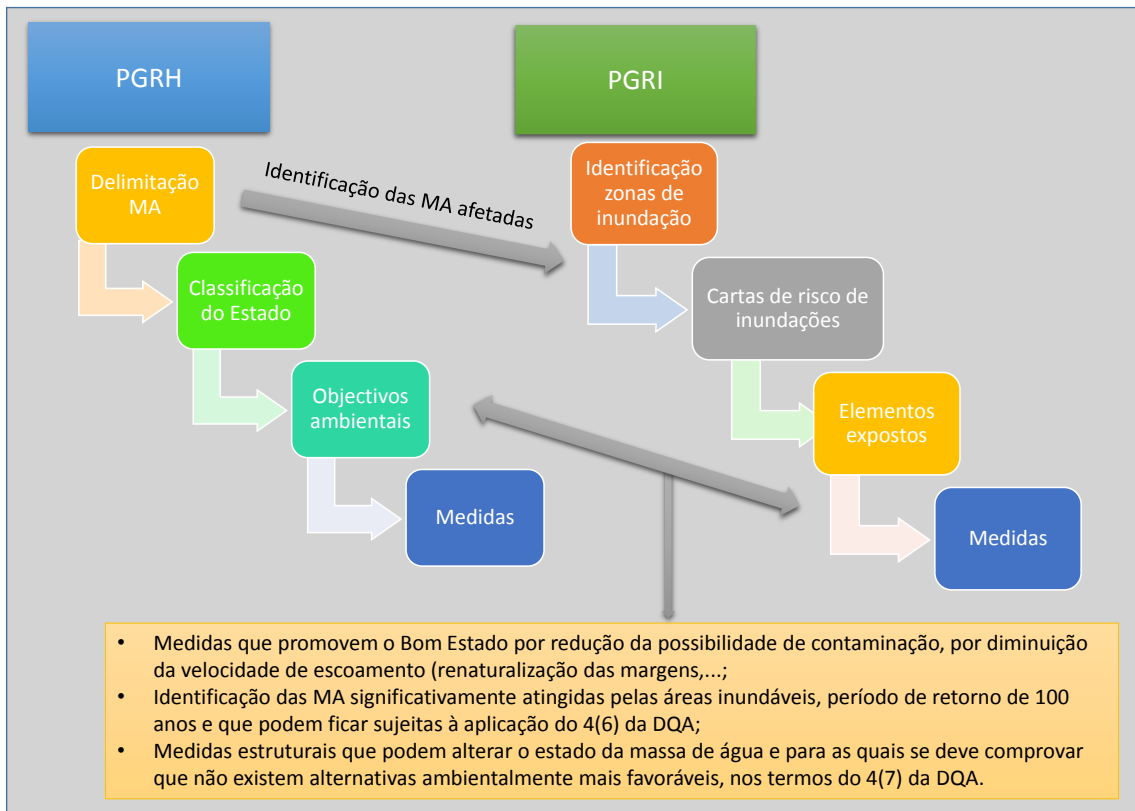 PGRH
PGRI
Delimitação
MA
Identificação das MA afetadas
Identificação
zonas de
inundação
Classificação
do Estado
Cartas de risco de
inundações
Objectivos
ambientais
Elementos
expostos
Medidas
Medidas
• Medidas que promovem o Bom Estado por redução da possibilidade de contaminação, por diminuição
da velocidade de escoamento (renaturalização das margens,...;
• Identificação das MA significativamente atingidas pelas áreas inundáveis, período de retorno de 100
anos e que podem ficar sujeitas à aplicação do 4(6) da DQA;
• Medidas estruturais que podem alterar o estado da massa de água e para as quais se deve comprovar
que não existem alternativas ambientalmente mais favoráveis, nos termos do 4(7) da DQA.